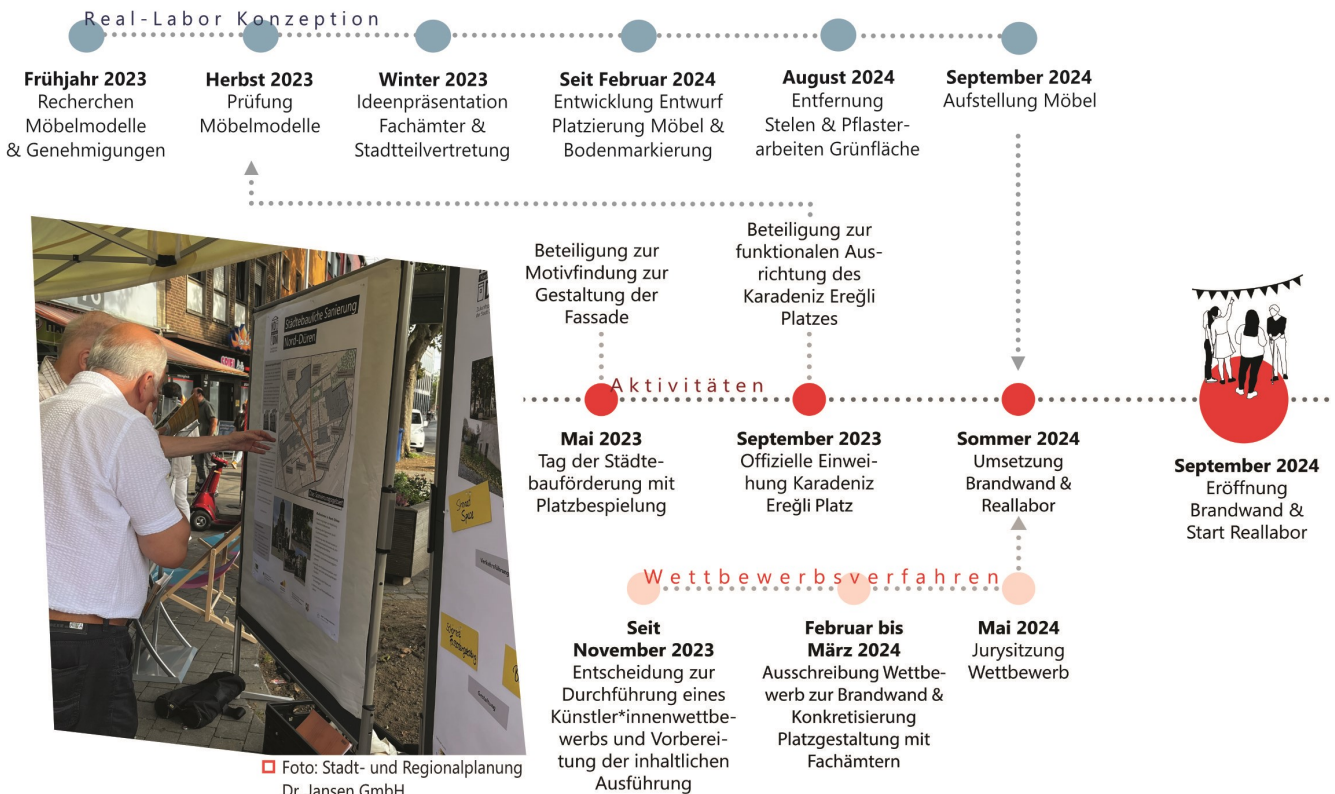 Real-Labor Konzeption
Frühjahr 2023
Recherchen
Möbelmodelle
& Genehmigungen
Herbst 2023
Prüfung
Möbelmodelle
Winter 2023
Ideenpräsentation
Fachämter &
Stadtteilvertretung
Seit Februar 2024
Entwicklung Entwurf
Platzierung Möbel &
Bodenmarkierung
August 2024
Entfernung
Stelen & Pflaster-
arbeiten Grünfläche
September 2024
Aufstellung Möbel
Beteiligung zur
Motivfindung zur
Gestaltung der
Fassade
Beteiligung zur
funktionalen Aus-
richtung des
Karadeniz Ereğli
Platzes
Städtebauliche Sanierung
Nord-Düren
Aktivitäten
Mai 2023
Tag der Städte-
bauförderung mit
Platzbespielung
September 2023
Offizielle Einwei-
hung Karadeniz
Ereğli Platz
Sommer 2024
Umsetzung
Brandwand &
Reallabor
September 2024
Eröffnung
Brandwand &
Start Reallabor
Wettbewerbsverfahren
Seit
November 2023
Entscheidung zur
Durchführung eines
Künstler*innenwettbe-
werbs und Vorberei-
tung der inhaltlichen
Ausführung
Februar bis
März 2024
Ausschreibung Wettbe-
werb zur Brandwand &
Konkretisierung
Platzgestaltung mit
Fachämtern
Mai 2024
Jurysitzung
Wettbewerb
Foto: Stadt- und Regionalplanung
Dr. Jansen GmbH